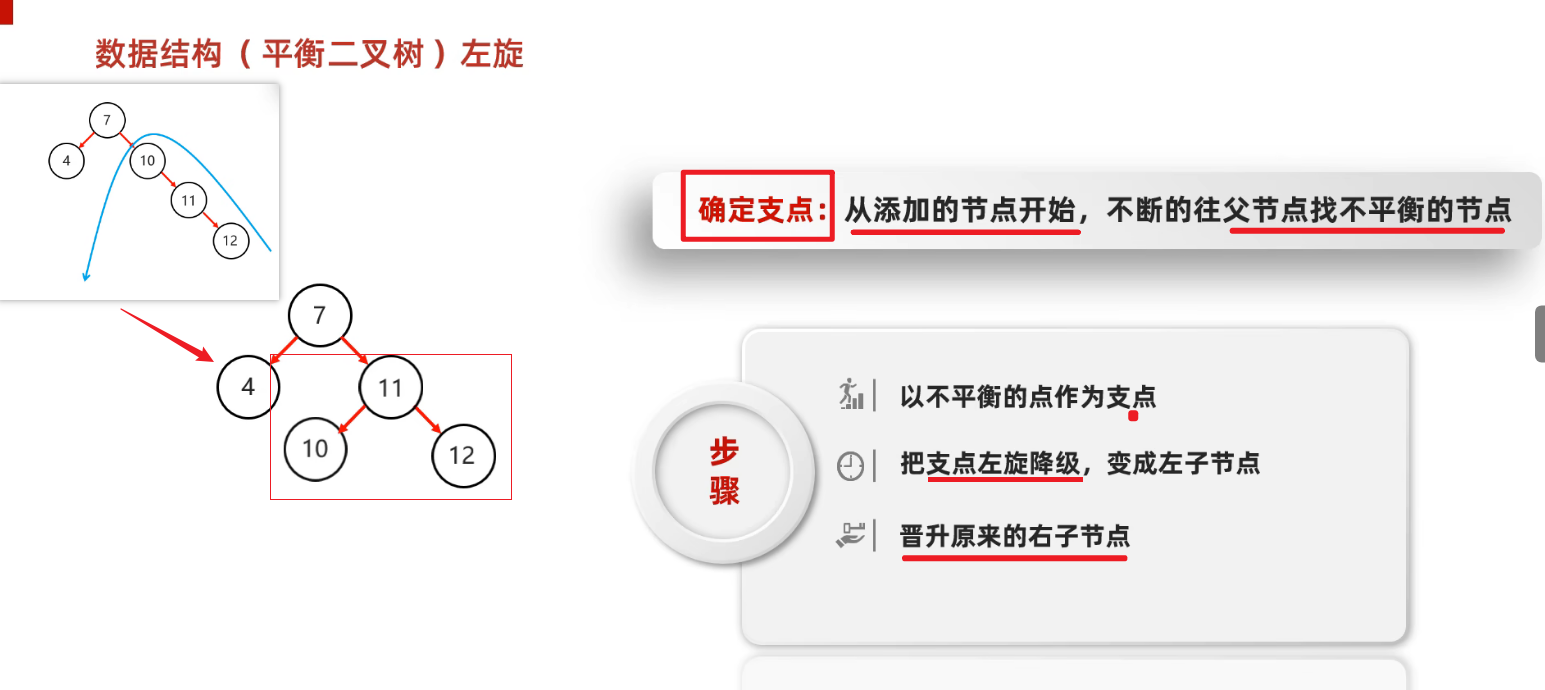 数据结构（平衡二叉树）左旋
7
4
10
11
12
确定支点：从添加的节点开始，不断的往父节点找不平衡的节点
7
4
11
10
12
步
骤
以不平衡的点作为支点
把支点左旋降级，变成左子节点
晋升原来的右子节点